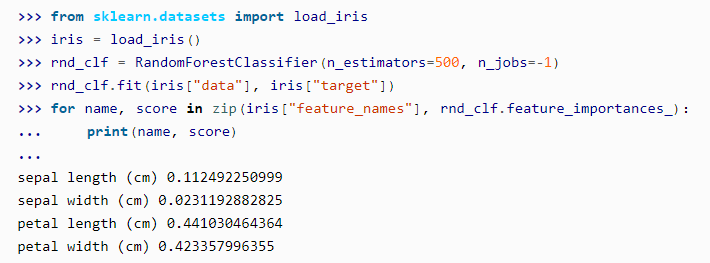 >>> from sklearn.datasets import load_iris
>>> iris = load_iris()
>>> rnd_clf = RandomForestClassifier(n_estimators=500, n_jobs=-1)
>>> rnd_clf.fit(iris["data"], iris["target"])
>>> for name, score in zip(iris["feature_names"], rnd_clf.feature_importances_):
...     print(name, score)
...
sepal length (cm) 0.112492250999
sepal width (cm) 0.0231192882825
petal length (cm) 0.441030464364
petal width (cm) 0.423357996355